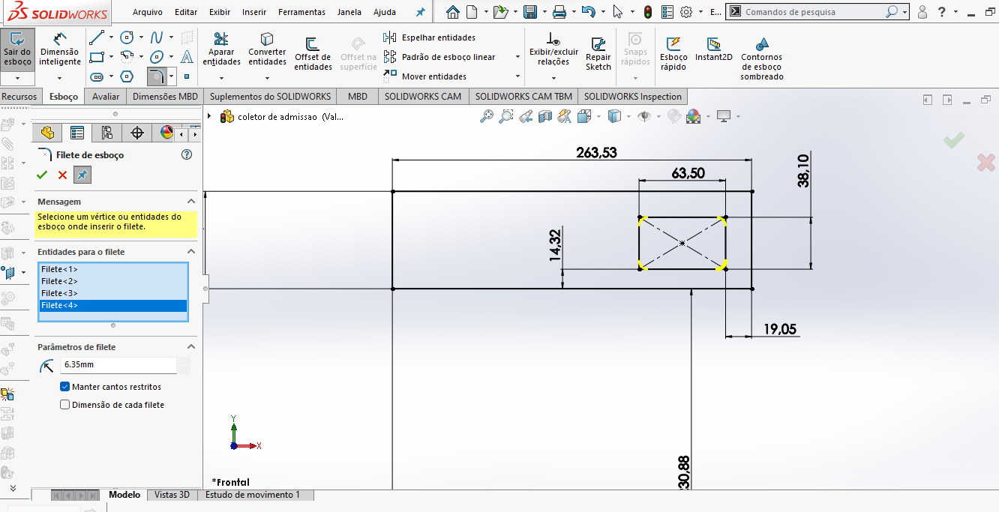 SOLIDWORKS
Arquivo Editar Exibir Inserir Ferramentas Janela Ajuda
E...
Comandos de pesquisa
Sair do esboço
Dimensão inteligente
Aparar entidades
Converter entidades
Offset de entidades
Offset na superfície
Espelhar entidades
Padrão de esboço linear
Mover entidades
Exibir/excluir relações
Repair Sketch
Snaps rápidos
Esboço rápido
Instant2D
Contornos de esboço sombreado
Recursos Esboço Avaliar Dimensões MBD Suplementos do SOLIDWORKS MBD SOLIDWORKS CAM SOLIDWORKS CAM TBM SOLIDWORKS Inspection
coletor de admissao (Val...
Filete de esboço
Mensagem
Selecione um vértice ou entidades do
esboço onde inserir o filete.
Entidades para o filete
Filete<1>
Filete<2>
Filete<3>
Filete<4>
Parâmetros de filete
6.35mm
Manter cantos restritos
Dimensão de cada filete
263,53
63,50
38,10
14,32
19,05
30,88
Y
X
*Frontal
Modelo Vistas 3D Estudo de movimento 1